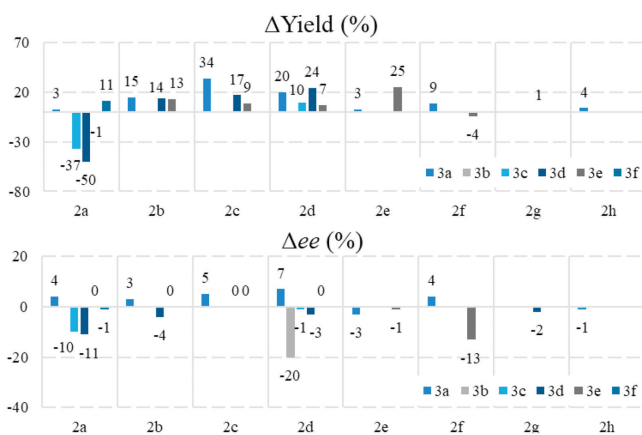 ΔYield (%)
70
20
-30
-80
3 -37 -50 -1 11
15 14 13
34 17 9
20 10 24 7
3 25
9 -4
1
4
3a 3b 3c 3d 3e 3f
2a 2b 2c 2d 2e 2f 2g 2h
Δee (%)
20
0
-20
-40
4 -10 -11 0 -1
3 -4 0
5 0 0
7 -20 -1 -3 0
-3 -1
4 -13
-2
-1
3a 3b 3c 3d 3e 3f
2a 2b 2c 2d 2e 2f 2g 2h